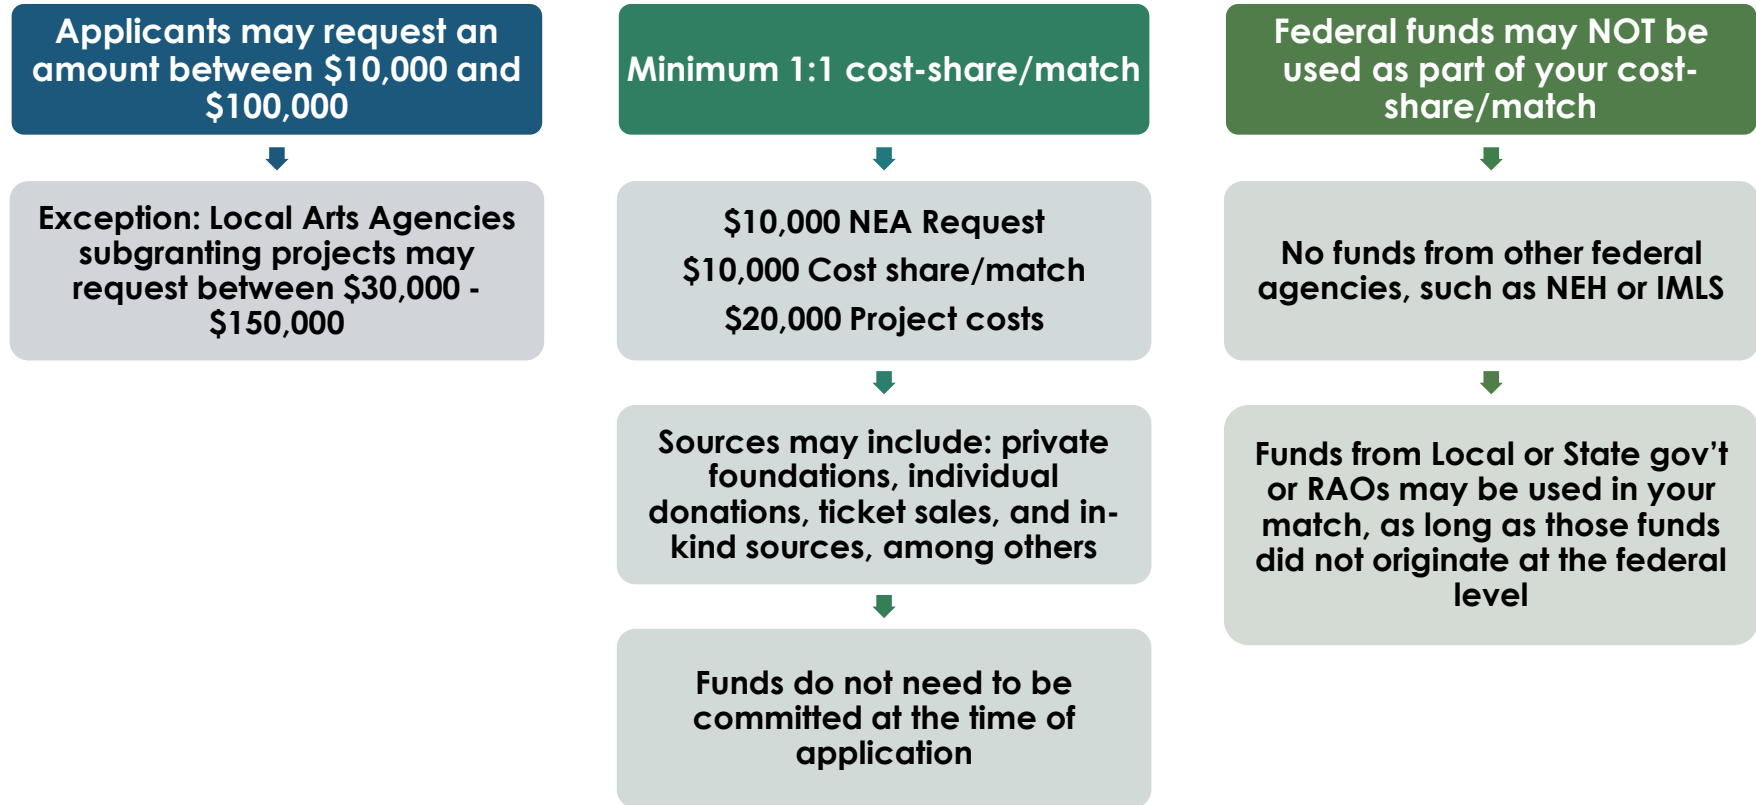 Applicants may request an
amount between $10,000 and
$100,000
Exception: Local Arts Agencies
subgranting projects may
request between $30,000 -
$150,000
Minimum 1:1 cost-share/match
$10,000 NEA Request
$10,000 Cost share/match
$20,000 Project costs
Sources may include: private
foundations, individual
donations, ticket sales, and in-
kind sources, among others
Funds do not need to be
committed at the time of
application
Federal funds may NOT be
used as part of your cost-
share/match
No funds from other federal
agencies, such as NEH or IMLS
Funds from Local or State gov’t
or RAOs may be used in your
match, as long as those funds
did not originate at the federal
level